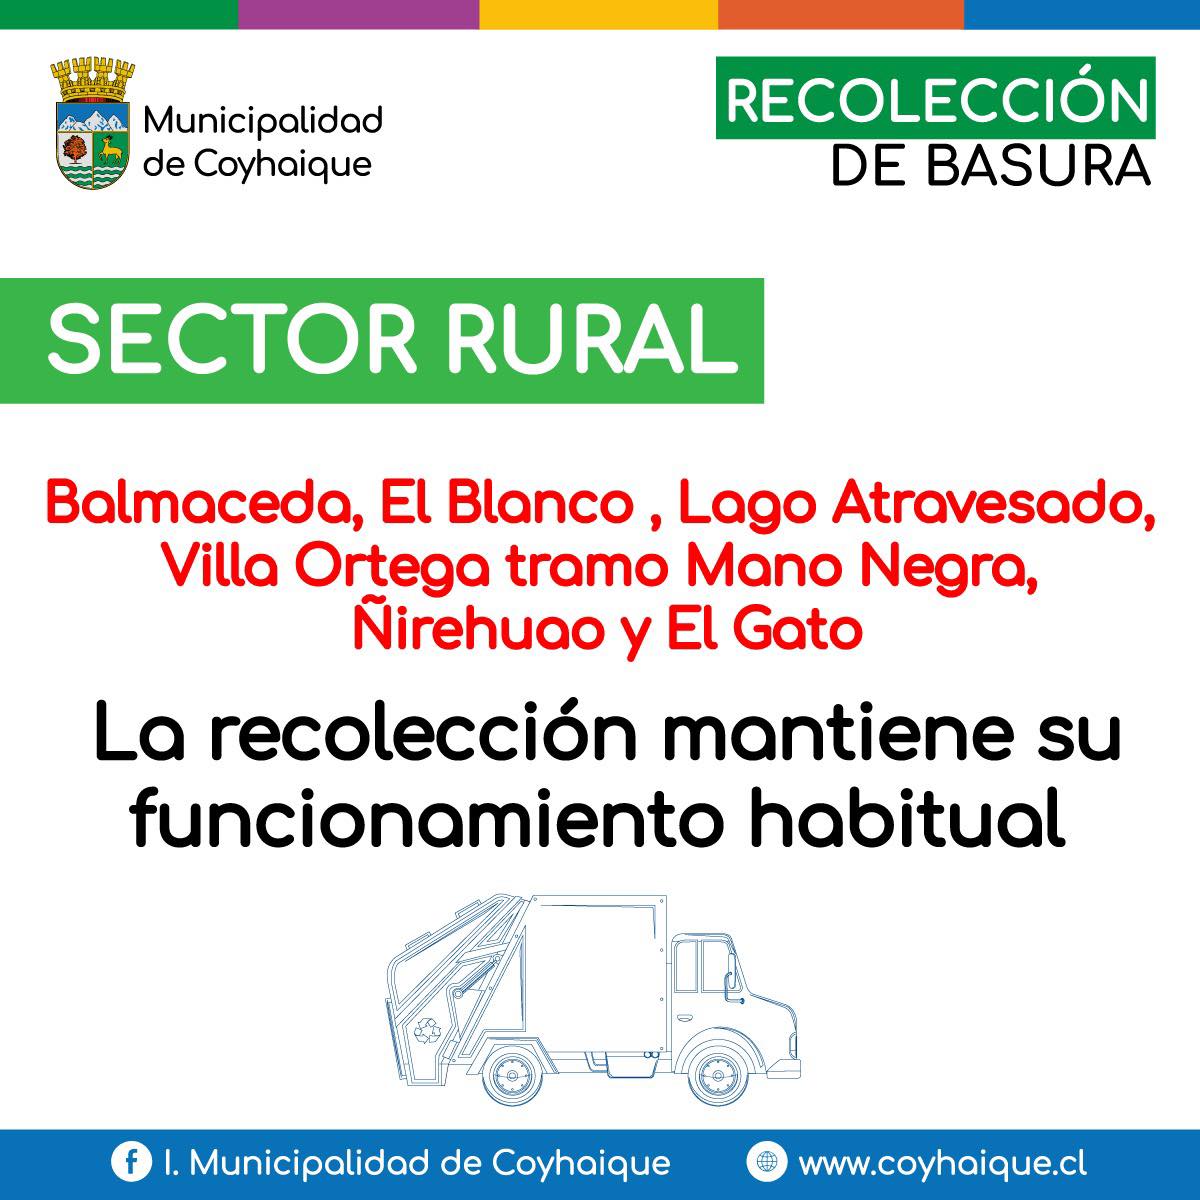 Municipalidad
de Coyhaique
RECOLECCIÓN
DE BASURA
SECTOR RURAL
Balmaceda, El Blanco , Lago Atravesado,
Villa Ortega tramo Mano Negra,
Ñirehuao y El Gato
La recolección mantiene su
funcionamiento habitual
I. Municipalidad de Coyhaique
www.coyhaique.cl